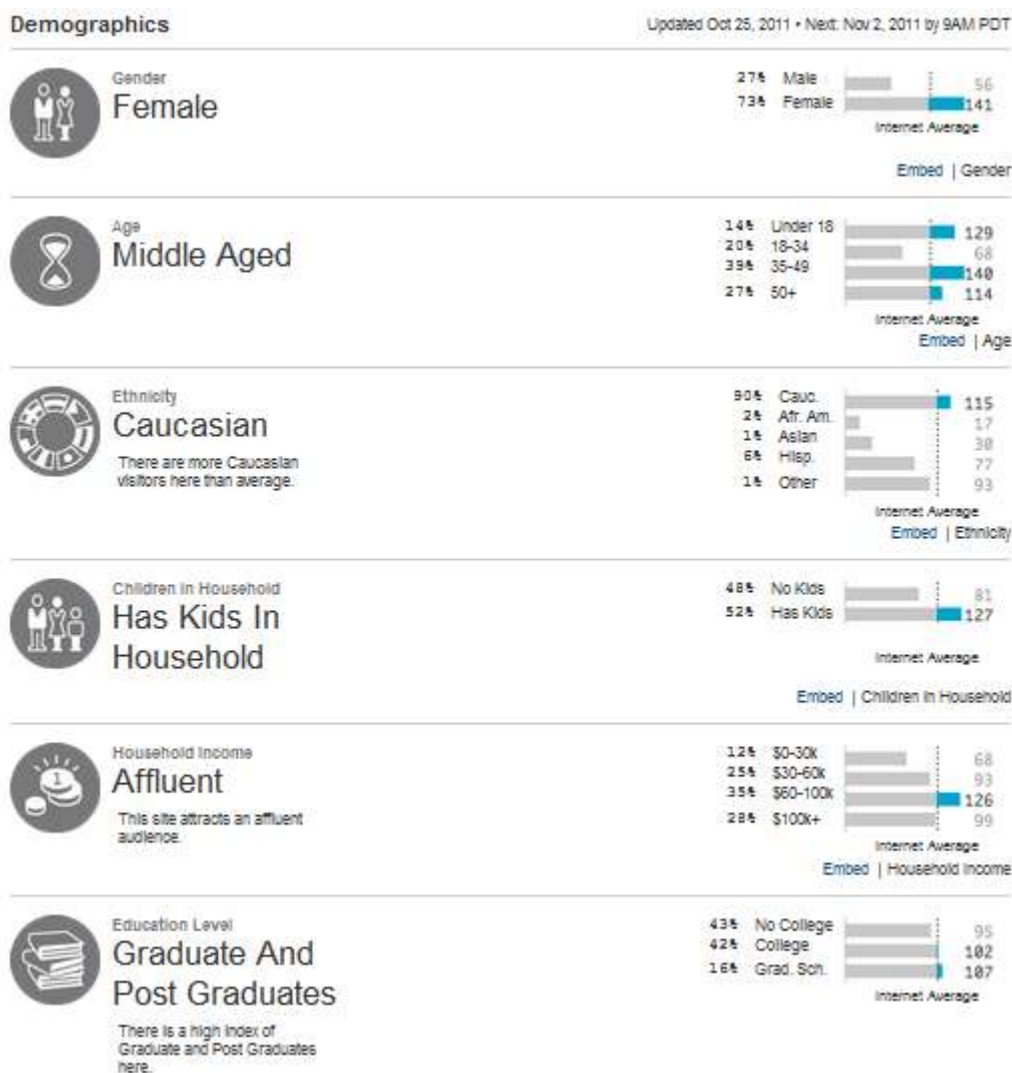 Demographics
Updated Oct 25, 2011 • Next: Nov 2, 2011 by 9AM PDT
Gender
Female
27% Male 56
73% Female 141
Internet Average
Embed | Gender
Age
Middle Aged
14% Under 18 129
20% 18-34 68
39% 35-49 140
27% 50+ 114
Internet Average
Embed | Age
Ethnicity
Caucasian
There are more Caucasian
visitors here than average.
90% Cauc. 115
2% Afr. Am. 17
1% Asian 30
6% Hisp. 77
1% Other 93
Internet Average
Embed | Ethnicity
Children in Household
Has Kids In
Household
48% No Kids 81
52% Has Kids 127
Internet Average
Embed | Children in Household
Household Income
Affluent
This site attracts an affluent
audience.
12% $0-30k 68
25% $30-60k 93
35% $60-100k 126
28% $100k+ 99
Internet Average
Embed | Household Income
Education Level
Graduate And
Post Graduates
There is a high index of
Graduate and Post Graduates
here.
43% No College 95
42% College 102
16% Grad. Sch. 107
Internet Average